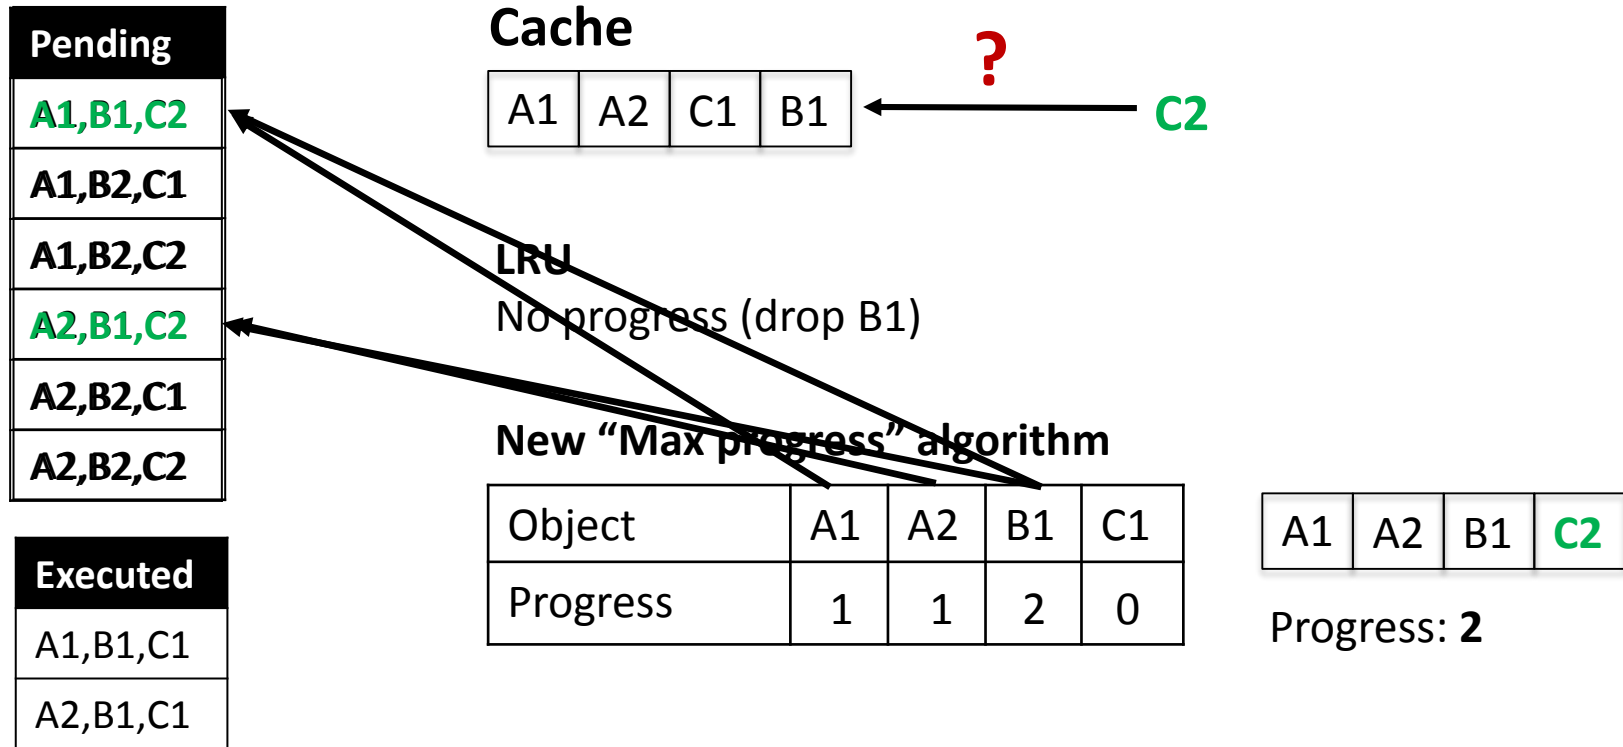 Pending
A1,B1,C2
A1,B2,C1
A1,B2,C2
A2,B1,C2
A2,B2,C1
A2,B2,C2
Executed
A1,B1,C1
A2,B1,C1
Cache
A1 A2 C1 B1
?
C2
LRU
No progress (drop B1)
New “Max progress” algorithm
Object A1 A2 B1 C1
Progress 1 1 2 0
A1 A2 B1 C2
Progress: 2